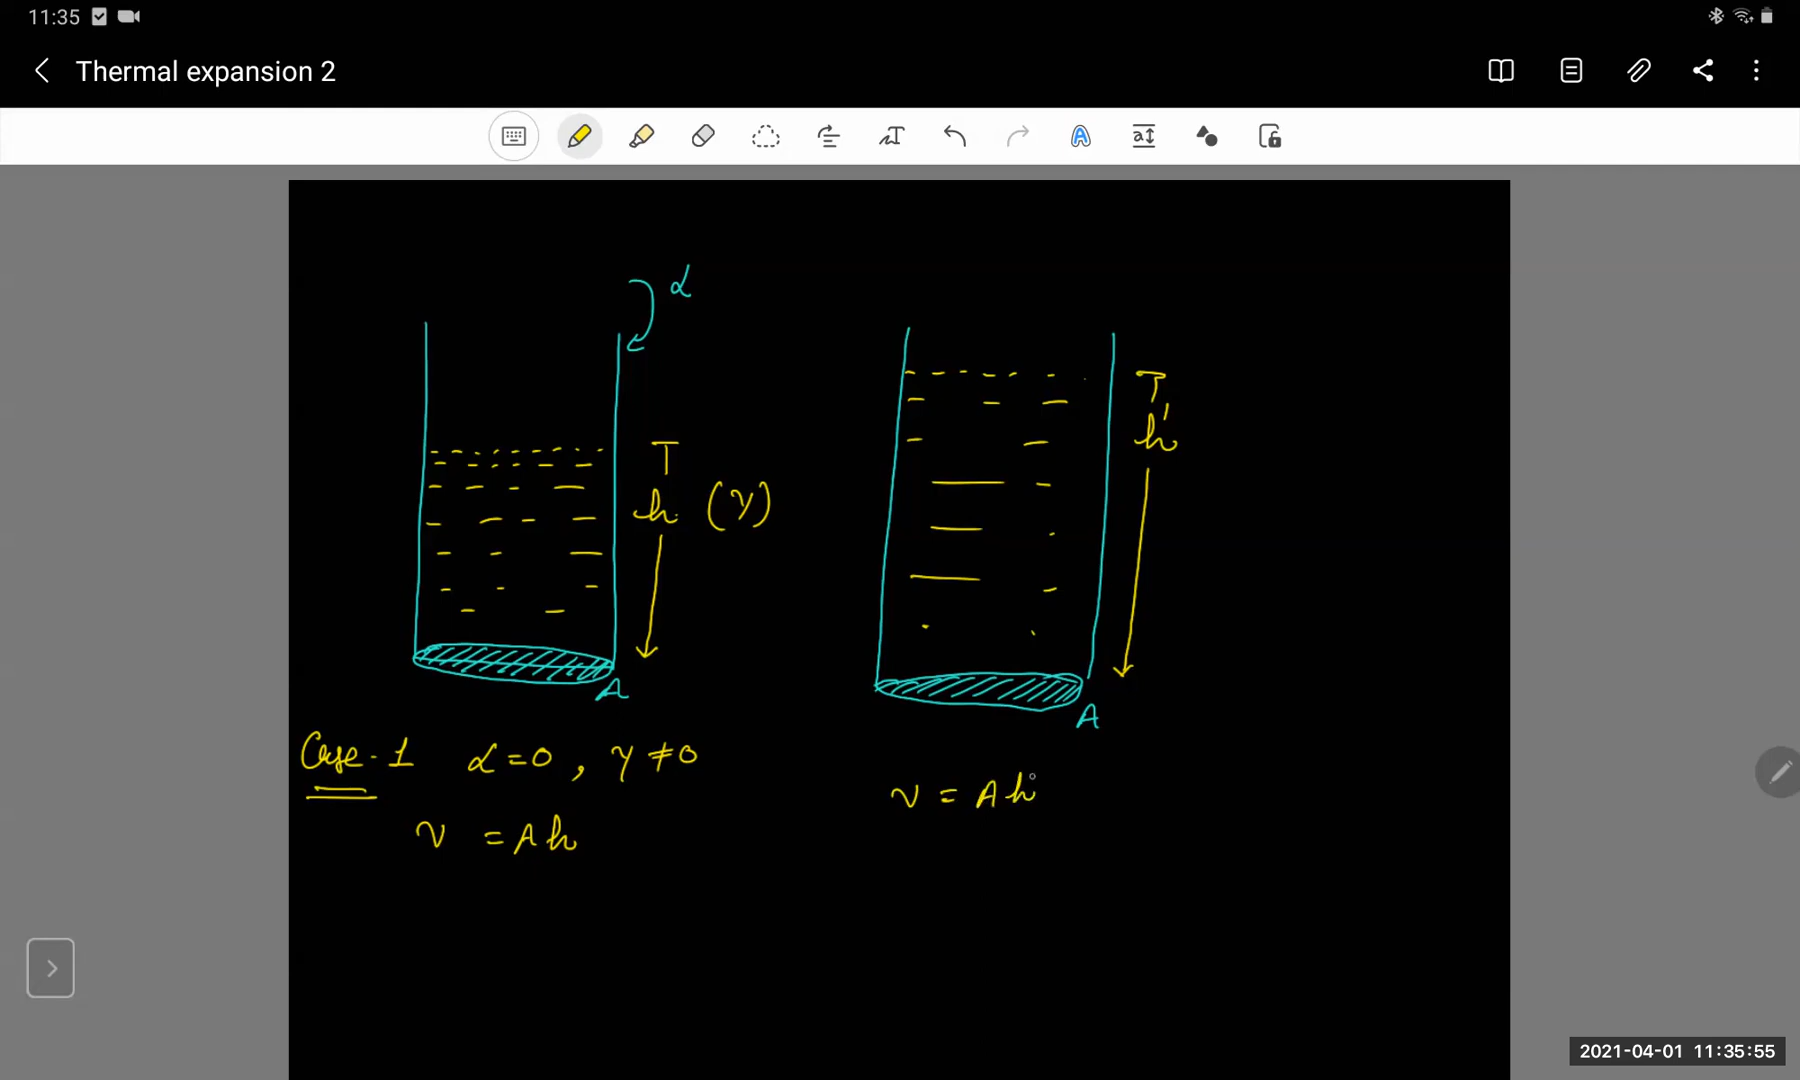 11:35
Thermal expansion 2
α
T
h (γ)
T
h'
A
A
Case-1 α=0, γ≠0
v = Ah
v = Ah
2021-04-01 11:35:55